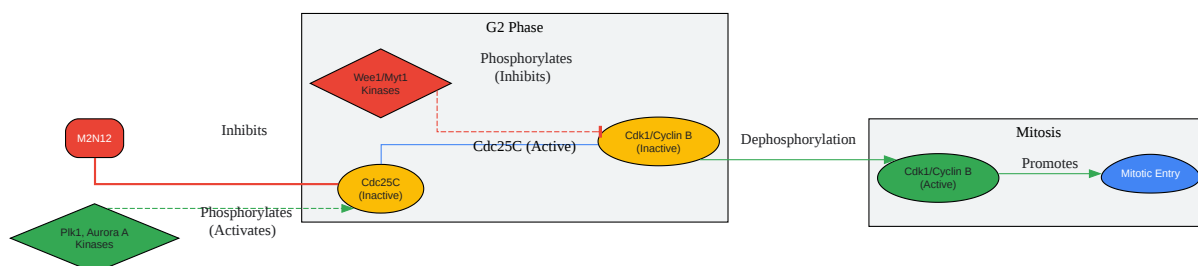 G2 Phase
Wee1/Myt1
Kinases
Phosphorylates
(Inhibits)
M2N12
Inhibits
Cdc25C (Active)
Cdk1/Cyclin B
(Inactive)
Dephosphorylation
Mitosis
Cdk1/Cyclin B
(Active)
Promotes
Mitotic Entry
Cdc25C
(Inactive)
Plk1, Aurora A
Kinases
Phosphorylates
(Activates)